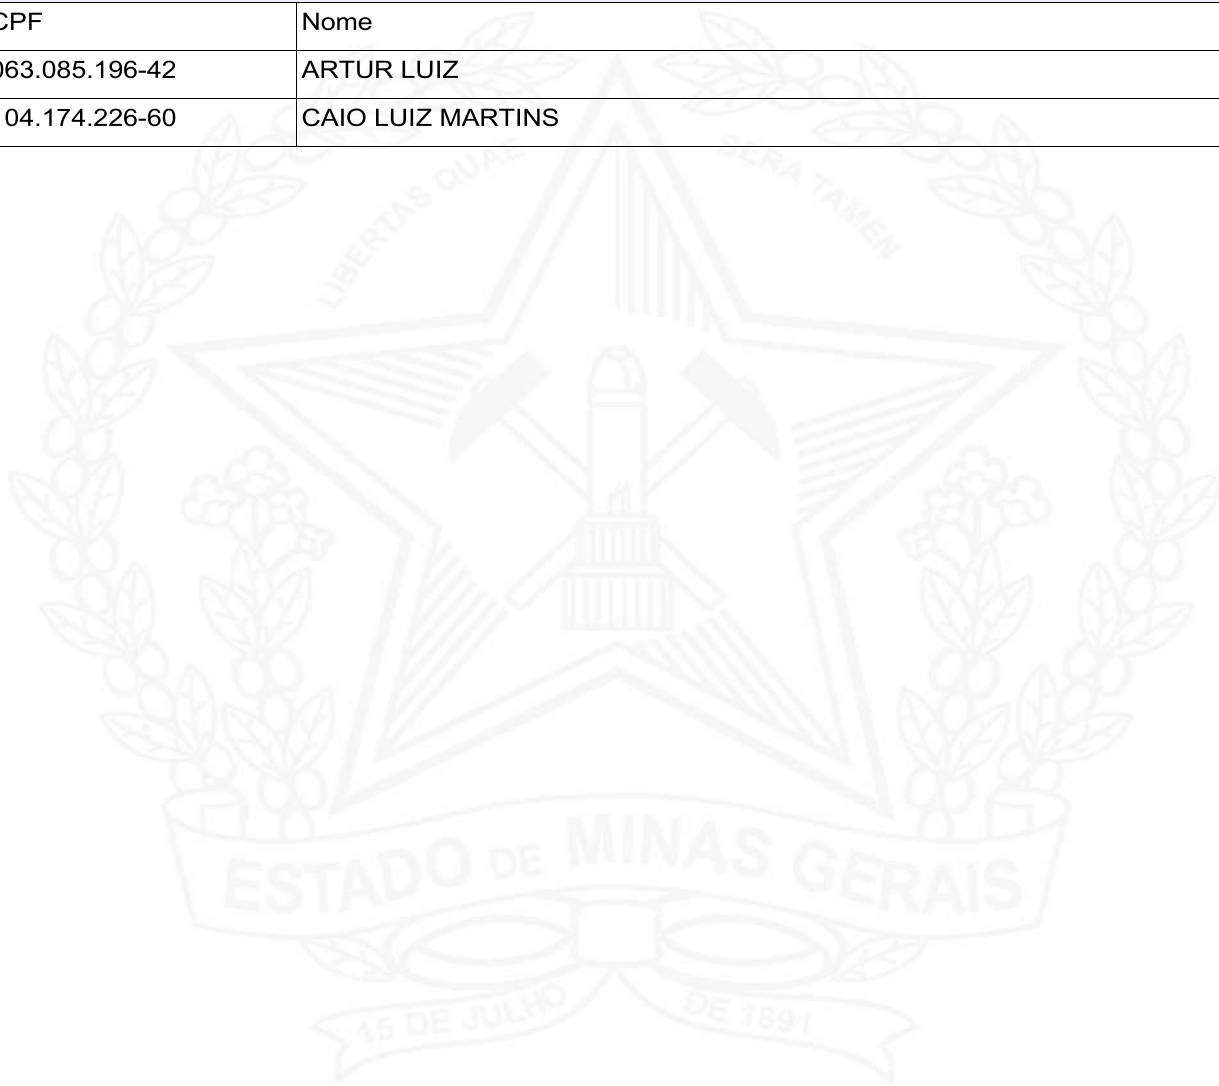 CPF Nome
063.085.196-42 ARTUR LUIZ
04.174.226-60 CAIO LUIZ MARTINS
LIBERTAS QUAE SERA TAMEN
ESTADO DE MINAS GERAIS
15 DE JULHO DE 1891